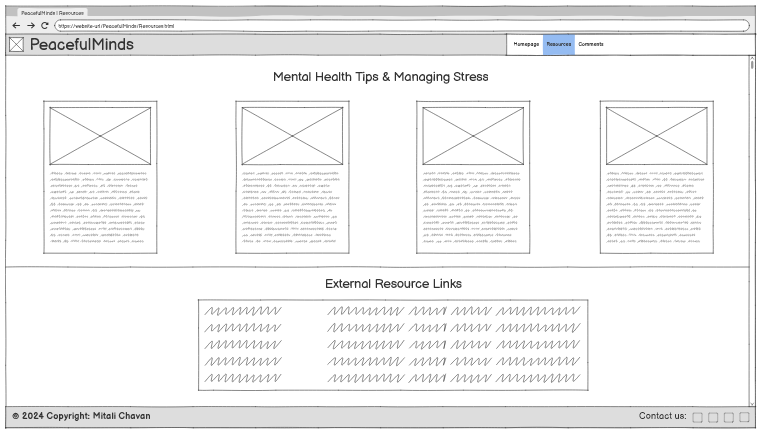 PeacefulMinds | Resources
https://website-url/PeacefulMinds/Resources.html
PeacefulMinds
Homepage Resources Comments
Mental Health Tips & Managing Stress
External Resource Links
© 2024 Copyright: Mitali Chavan
Contact us: